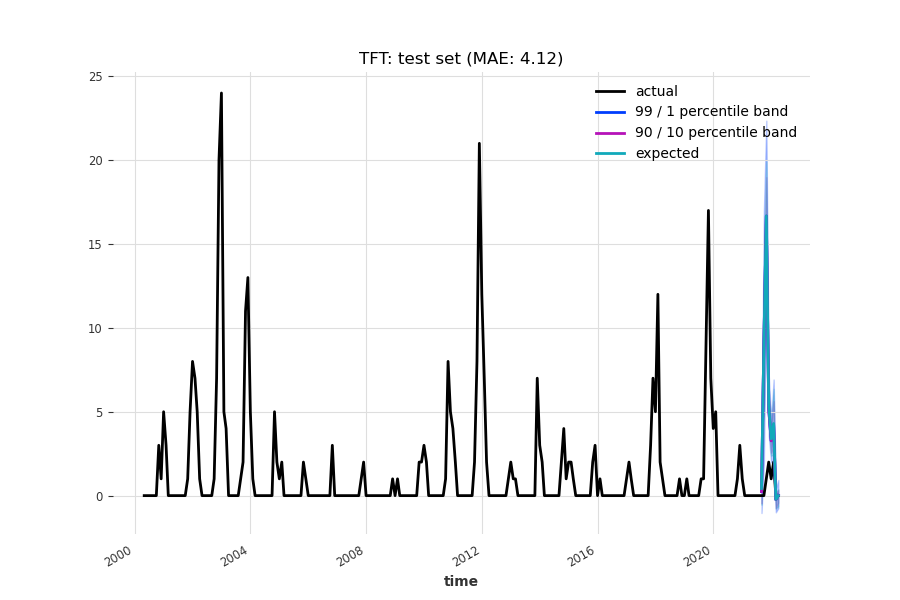 TFT: test set (MAE: 4.12)
actual
99 / 1 percentile band
90 / 10 percentile band
expected
25
20
15
10
5
0
2000
2004
2008
2012
2016
2020
time